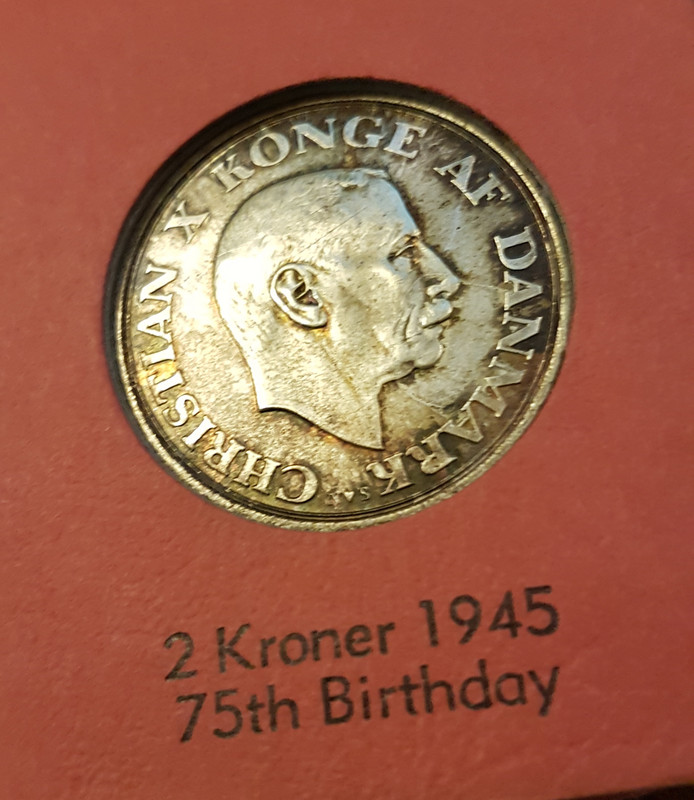 CHRISTIAN X KONGE AF DANMARK
2 Kroner 1945
75th Birthday